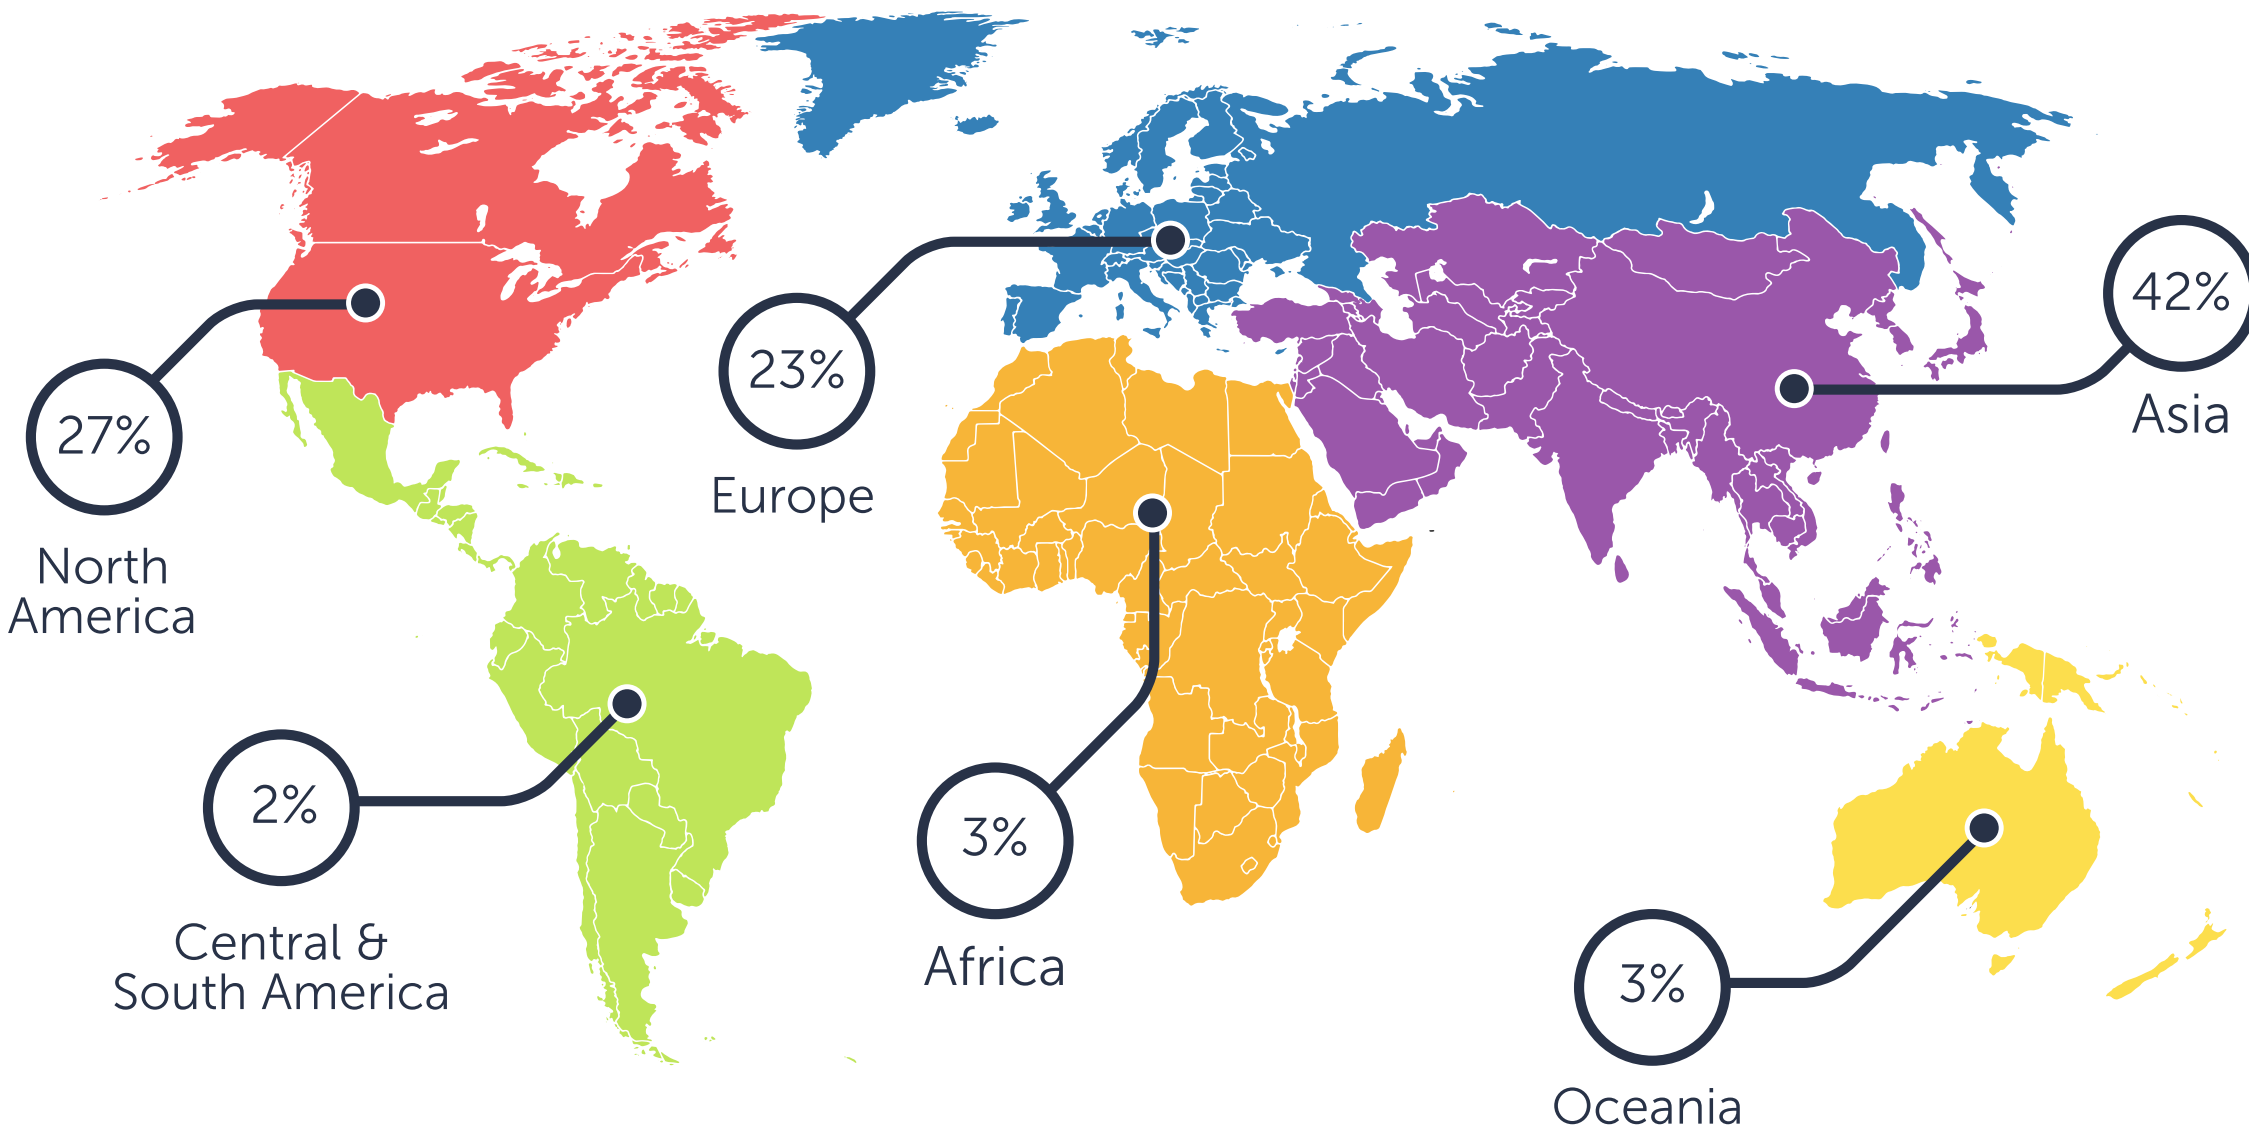 27%
North
America
23%
Europe
42%
Asia
2%
Central &
South America
3%
Africa
3%
Oceania